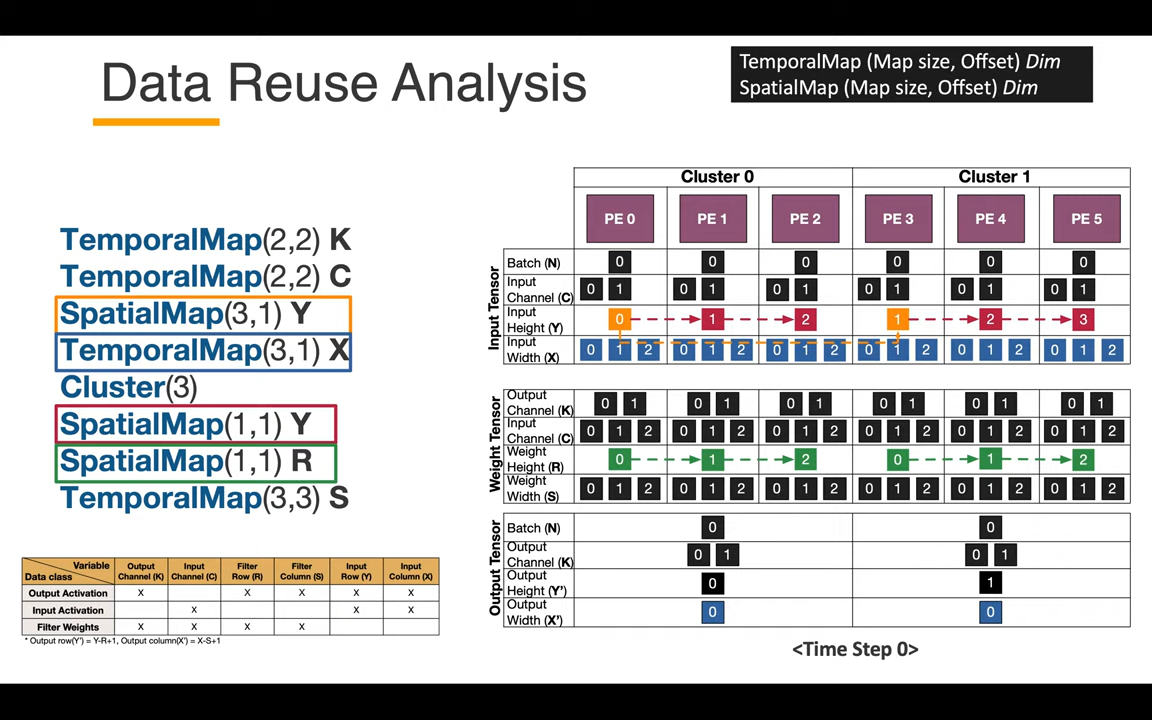 Data Reuse Analysis
TemporalMap (Map size, Offset) Dim
SpatialMap (Map size, Offset) Dim
TemporalMap(2,2) K
TemporalMap(2,2) C
SpatialMap(3,1) Y
TemporalMap(3,1) X
Cluster(3)
SpatialMap(1,1) Y
SpatialMap(1,1) R
TemporalMap(3,3) S
Variable Output Input Filter Filter Input Input
Data class Channel (K) Channel (C) Row (R) Column (S) Row (Y) Column (X)
Output Activation X X X X X
Input Activation X X X
Filter Weights X X X X
* Output row(Y') = Y-R+1, Output column(X') = X-S+1
Cluster 0 Cluster 1
PE 0 PE 1 PE 2 PE 3 PE 4 PE 5
Input Tensor
Batch (N) 0 0 0 0 0 0
Input
Channel (C) 0 1 0 1 0 1 0 1 0 1 0 1
Input
Height (Y) 0 1 2 1 2 3
Input
Width (X) 0 1 2 0 1 2 0 1 2 0 1 2 0 1 2 0 1 2
Weight Tensor
Output
Channel (K) 0 1 0 1 0 1 0 1 0 1 0 1
Input
Channel (C) 0 1 2 0 1 2 0 1 2 0 1 2 0 1 2 0 1 2
Weight
Height (R) 0 1 2 0 1 2
Weight
Width (S) 0 1 2 0 1 2 0 1 2 0 1 2 0 1 2 0 1 2
Output Tensor
Batch (N) 0 0
Output
Channel (K) 0 1 0 1
Output
Height (Y') 0 1
Output
Width (X') 0 0
<Time Step 0>